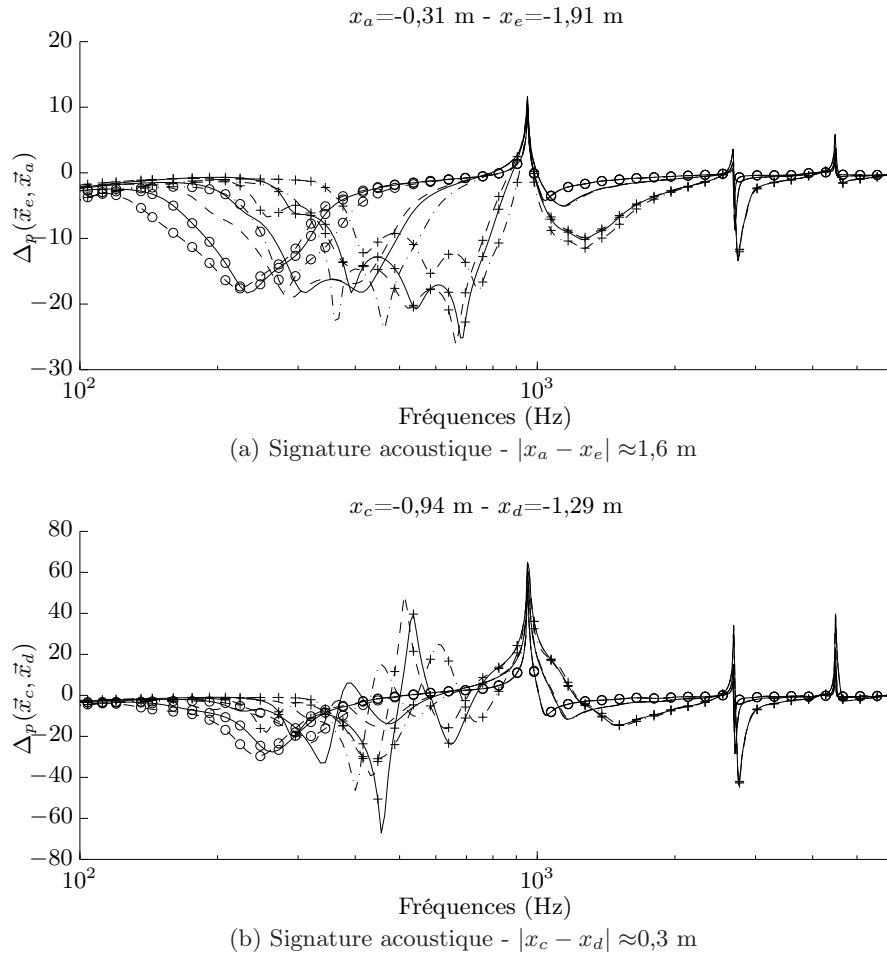 x_a=-0,31 m - x_e=-1,91 m
20
10
0
−10
−20
−30
Δ_p(x⃗_e, x⃗_a)
10^2
10^3
Fréquences (Hz)
(a) Signature acoustique - |x_a − x_e| ≈1,6 m
x_c=-0,94 m - x_d=-1,29 m
80
60
40
20
0
−20
−40
−60
−80
Δ_p(x⃗_c, x⃗_d)
10^2
10^3
Fréquences (Hz)
(b) Signature acoustique - |x_c − x_d| ≈0,3 m